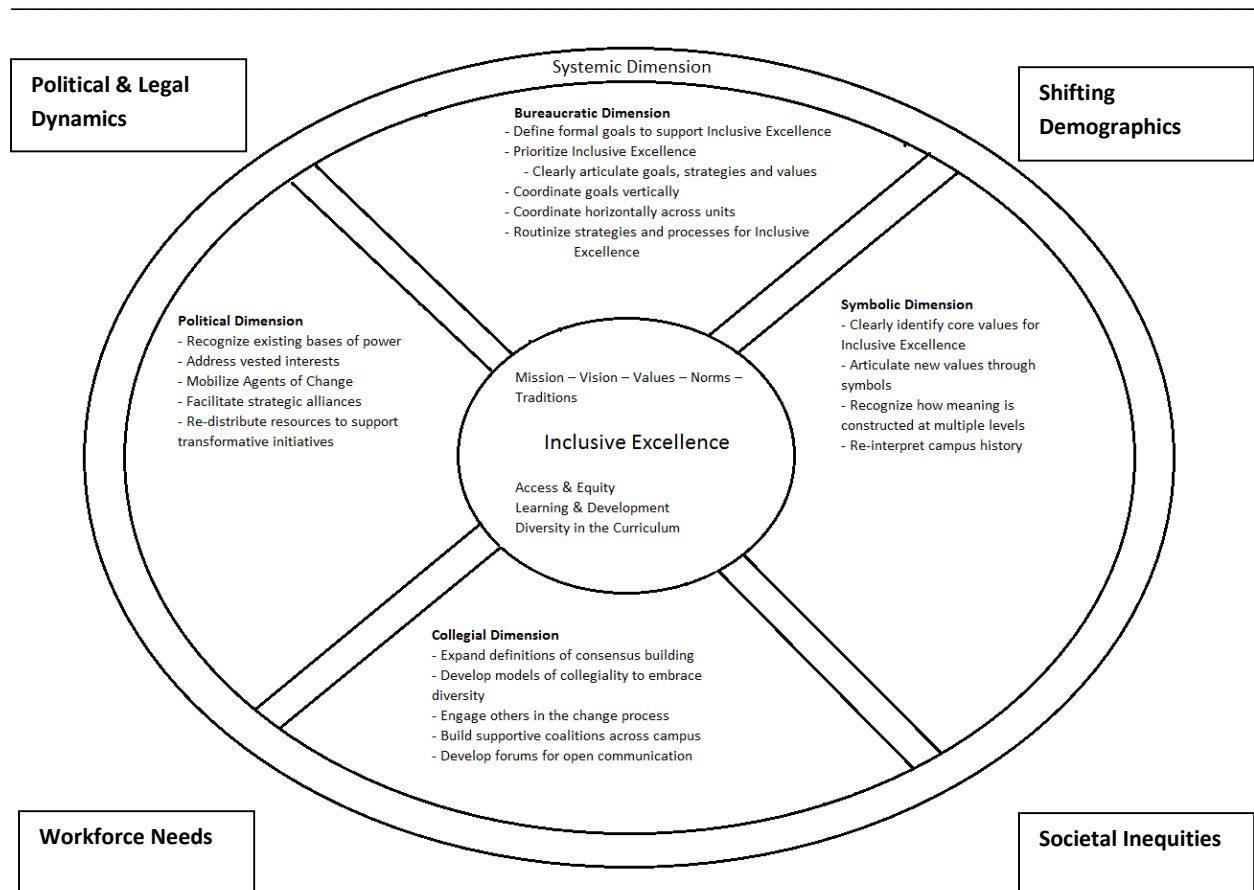 Systemic Dimension
Political & Legal
Dynamics
Shifting
Demographics
Bureaucratic Dimension
- Define formal goals to support Inclusive Excellence
- Prioritize Inclusive Excellence
- Clearly articulate goals, strategies and values
- Coordinate goals vertically
- Coordinate horizontally across units
- Routinize strategies and processes for Inclusive
Excellence
Political Dimension
- Recognize existing bases of power
- Address vested interests
- Mobilize Agents of Change
- Facilitate strategic alliances
- Re-distribute resources to support
transformative initiatives
Symbolic Dimension
- Clearly identify core values for
Inclusive Excellence
- Articulate new values through
symbols
- Recognize how meaning is
constructed at multiple levels
- Re-interpret campus history
Mission – Vision – Values – Norms –
Traditions
Inclusive Excellence
Access & Equity
Learning & Development
Diversity in the Curriculum
Collegial Dimension
- Expand definitions of consensus building
- Develop models of collegiality to embrace
diversity
- Engage others in the change process
- Build supportive coalitions across campus
- Develop forums for open communication
Workforce Needs
Societal Inequities